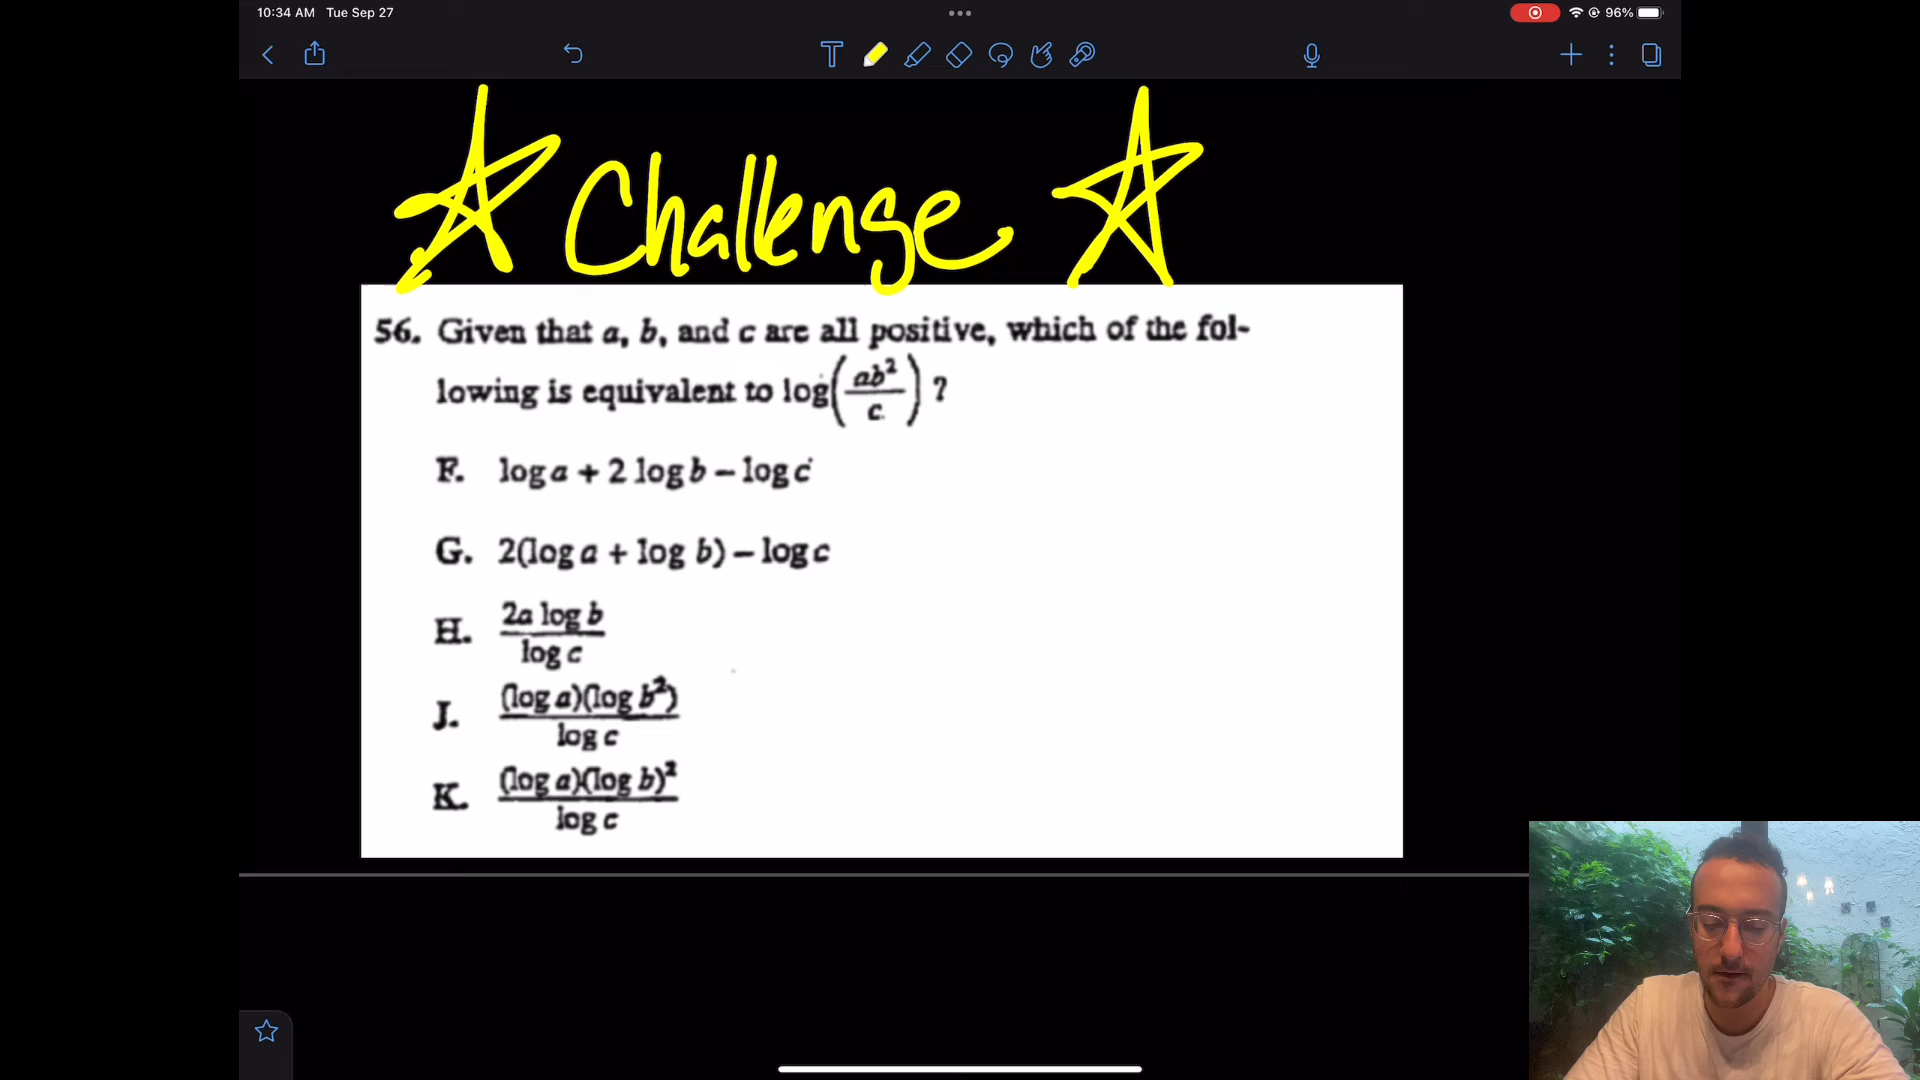 10:34 AM Tue Sep 27
96%
Challenge
56. Given that a, b, and c are all positive, which of the fol-
lowing is equivalent to log(ab²/c) ?
F. log a + 2 log b – log c
G. 2(log a + log b) – log c
H. 2a log b / log c
J. (log a)(log b²) / log c
K. (log a)(log b)² / log c